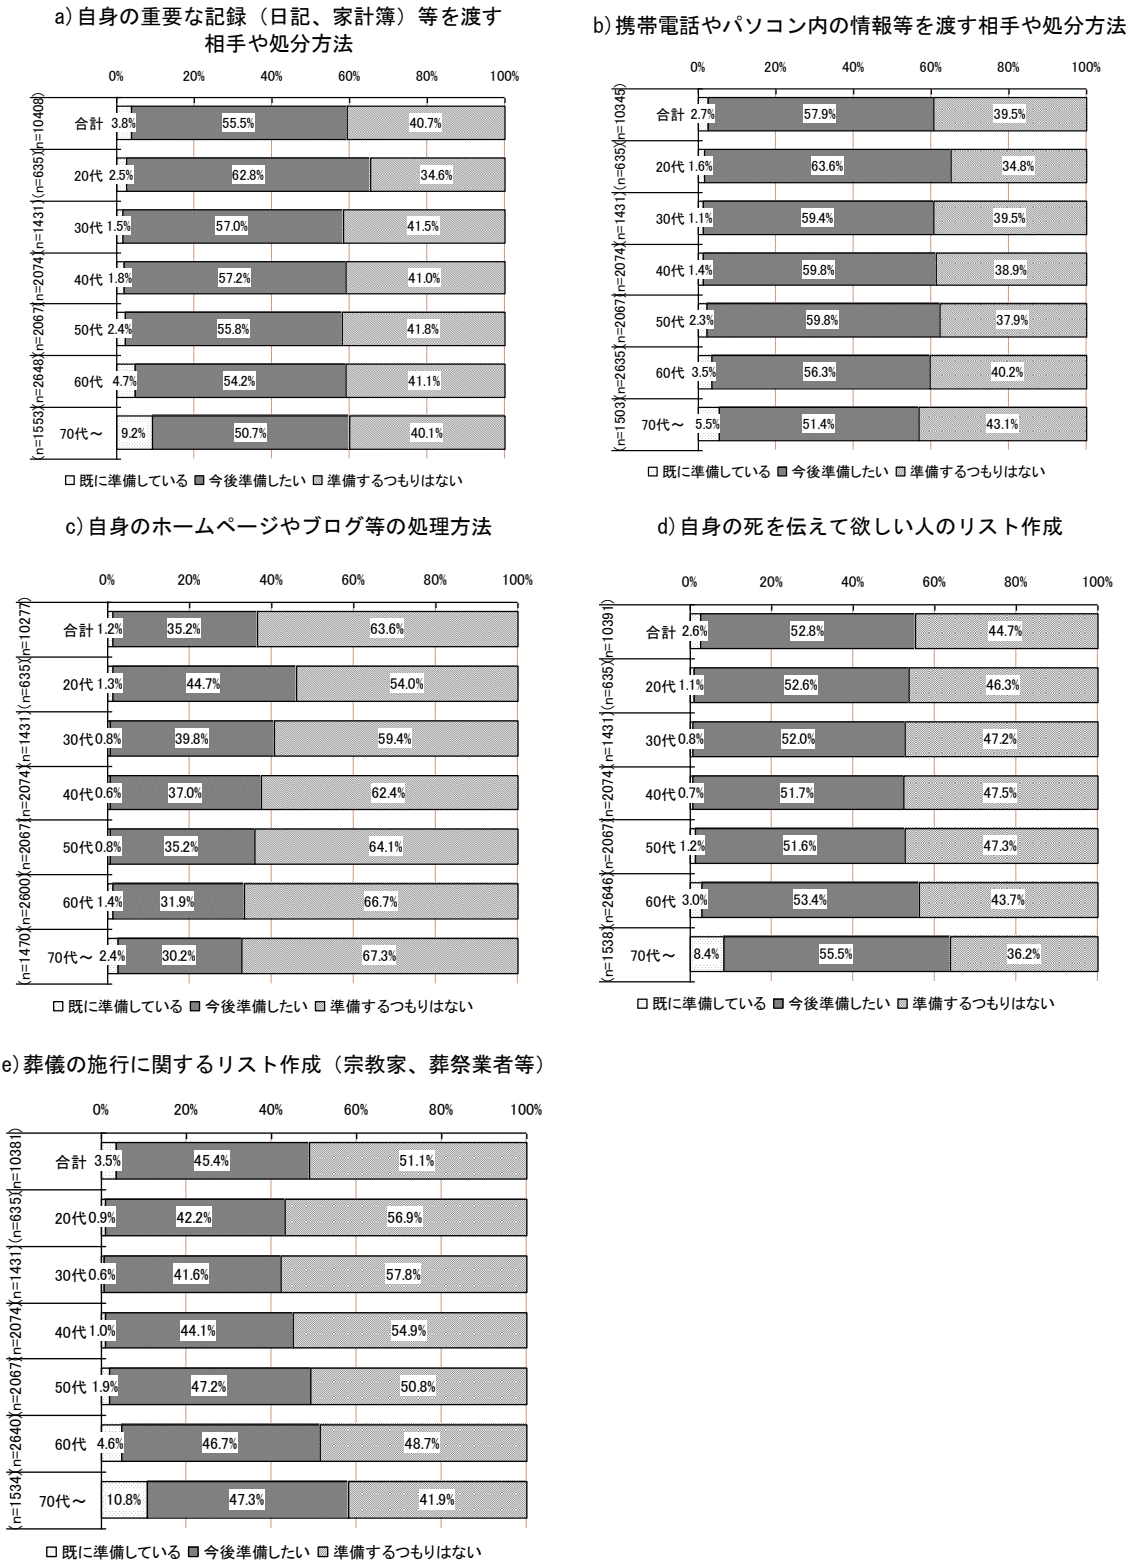 a)自身の重要な記録（日記、家計簿）等を渡す
相手や処分方法
0% 20% 40% 60% 80% 100%
(n=10408) 合計 3.8% 55.5% 40.7%
(n=635) 20代 2.5% 62.8% 34.6%
(n=1431) 30代 1.5% 57.0% 41.5%
(n=2074) 40代 1.8% 57.2% 41.0%
(n=2067) 50代 2.4% 55.8% 41.8%
(n=2648) 60代 4.7% 54.2% 41.1%
(n=1553) 70代～ 9.2% 50.7% 40.1%
既に準備している 今後準備したい 準備するつもりはない
b)携帯電話やパソコン内の情報等を渡す相手や処分方法
0% 20% 40% 60% 80% 100%
(n=10345) 合計 2.7% 57.9% 39.5%
(n=635) 20代 1.6% 63.6% 34.8%
(n=1431) 30代 1.1% 59.4% 39.5%
(n=2074) 40代 1.4% 59.8% 38.9%
(n=2067) 50代 2.3% 59.8% 37.9%
(n=2635) 60代 3.5% 56.3% 40.2%
(n=1503) 70代～ 5.5% 51.4% 43.1%
既に準備している 今後準備したい 準備するつもりはない
c)自身のホームページやブログ等の処理方法
0% 20% 40% 60% 80% 100%
(n=10277) 合計 1.2% 35.2% 63.6%
(n=635) 20代 1.3% 44.7% 54.0%
(n=1431) 30代 0.8% 39.8% 59.4%
(n=2074) 40代 0.6% 37.0% 62.4%
(n=2067) 50代 0.8% 35.2% 64.1%
(n=2600) 60代 1.4% 31.9% 66.7%
(n=1470) 70代～ 2.4% 30.2% 67.3%
既に準備している 今後準備したい 準備するつもりはない
d)自身の死を伝えて欲しい人のリスト作成
0% 20% 40% 60% 80% 100%
(n=10391) 合計 2.6% 52.8% 44.7%
(n=635) 20代 1.1% 52.6% 46.3%
(n=1431) 30代 0.8% 52.0% 47.2%
(n=2074) 40代 0.7% 51.7% 47.5%
(n=2067) 50代 1.2% 51.6% 47.3%
(n=2646) 60代 3.0% 53.4% 43.7%
(n=1538) 70代～ 8.4% 55.5% 36.2%
既に準備している 今後準備したい 準備するつもりはない
e)葬儀の施行に関するリスト作成（宗教家、葬祭業者等）
0% 20% 40% 60% 80% 100%
(n=10381) 合計 3.5% 45.4% 51.1%
(n=635) 20代 0.9% 42.2% 56.9%
(n=1431) 30代 0.6% 41.6% 57.8%
(n=2074) 40代 1.0% 44.1% 54.9%
(n=2067) 50代 1.9% 47.2% 50.8%
(n=2640) 60代 4.6% 46.7% 48.7%
(n=1534) 70代～ 10.8% 47.3% 41.9%
既に準備している 今後準備したい 準備するつもりはない